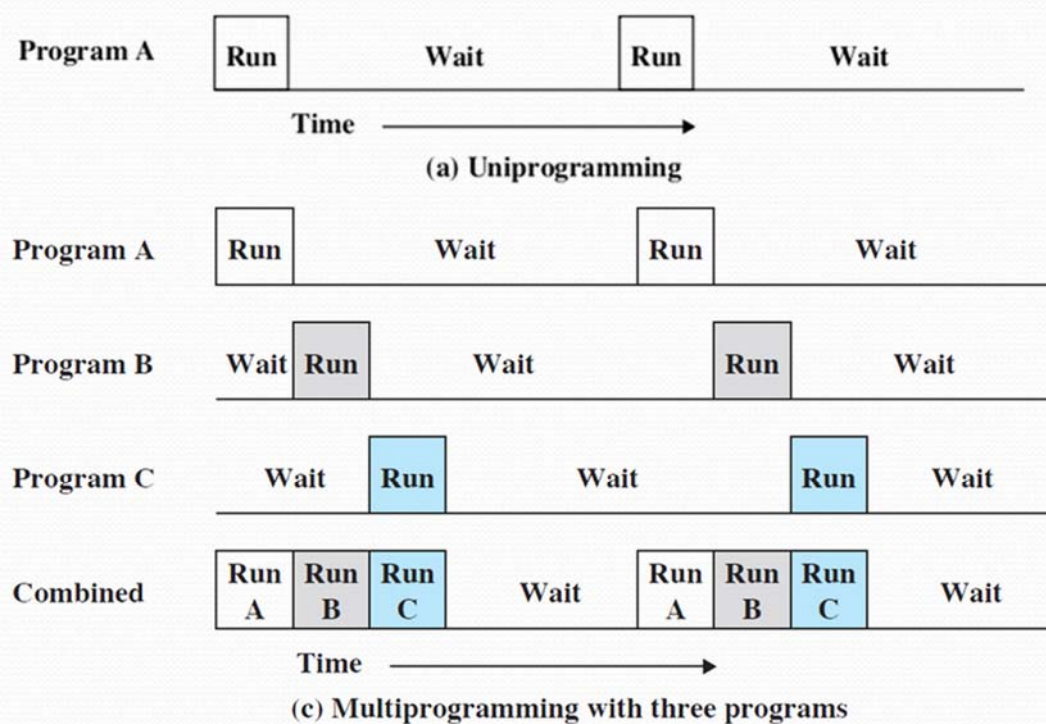 Program A Run Wait Run Wait
Time
(a) Uniprogramming
Program A Run Wait Run Wait
Program B Wait Run Wait Run Wait
Program C Wait Run Wait Run Wait
Combined Run A Run B Run C Wait Run A Run B Run C Wait
Time
(c) Multiprogramming with three programs